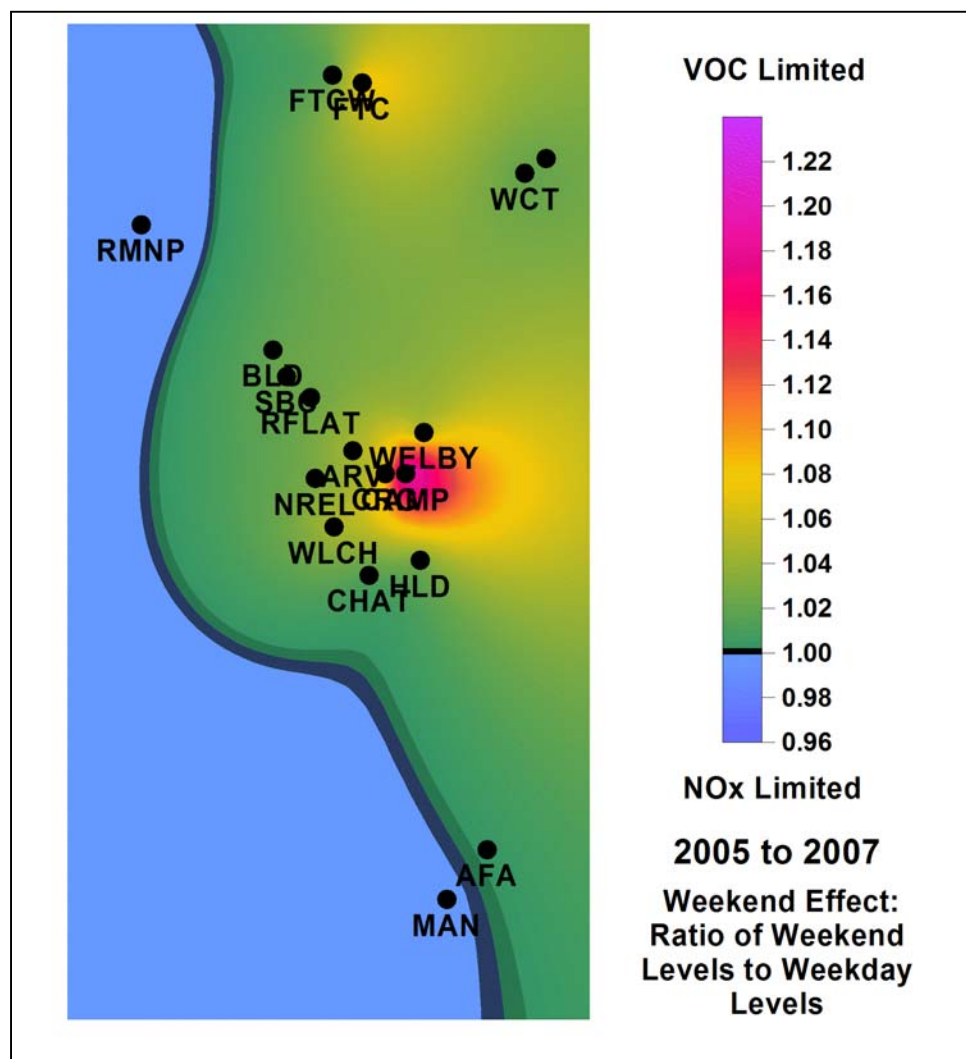 VOC Limited
FTCW
FTC
WCT
RMNP
BLD
SBC
RFLAT
WELBY
ARV
CAMP
NREL
WLCH
HLD
CHAT
AFA
MAN
1.22
1.20
1.18
1.16
1.14
1.12
1.10
1.08
1.06
1.04
1.02
1.00
0.98
0.96
NOx Limited
2005 to 2007
Weekend Effect:
Ratio of Weekend
Levels to Weekday
Levels